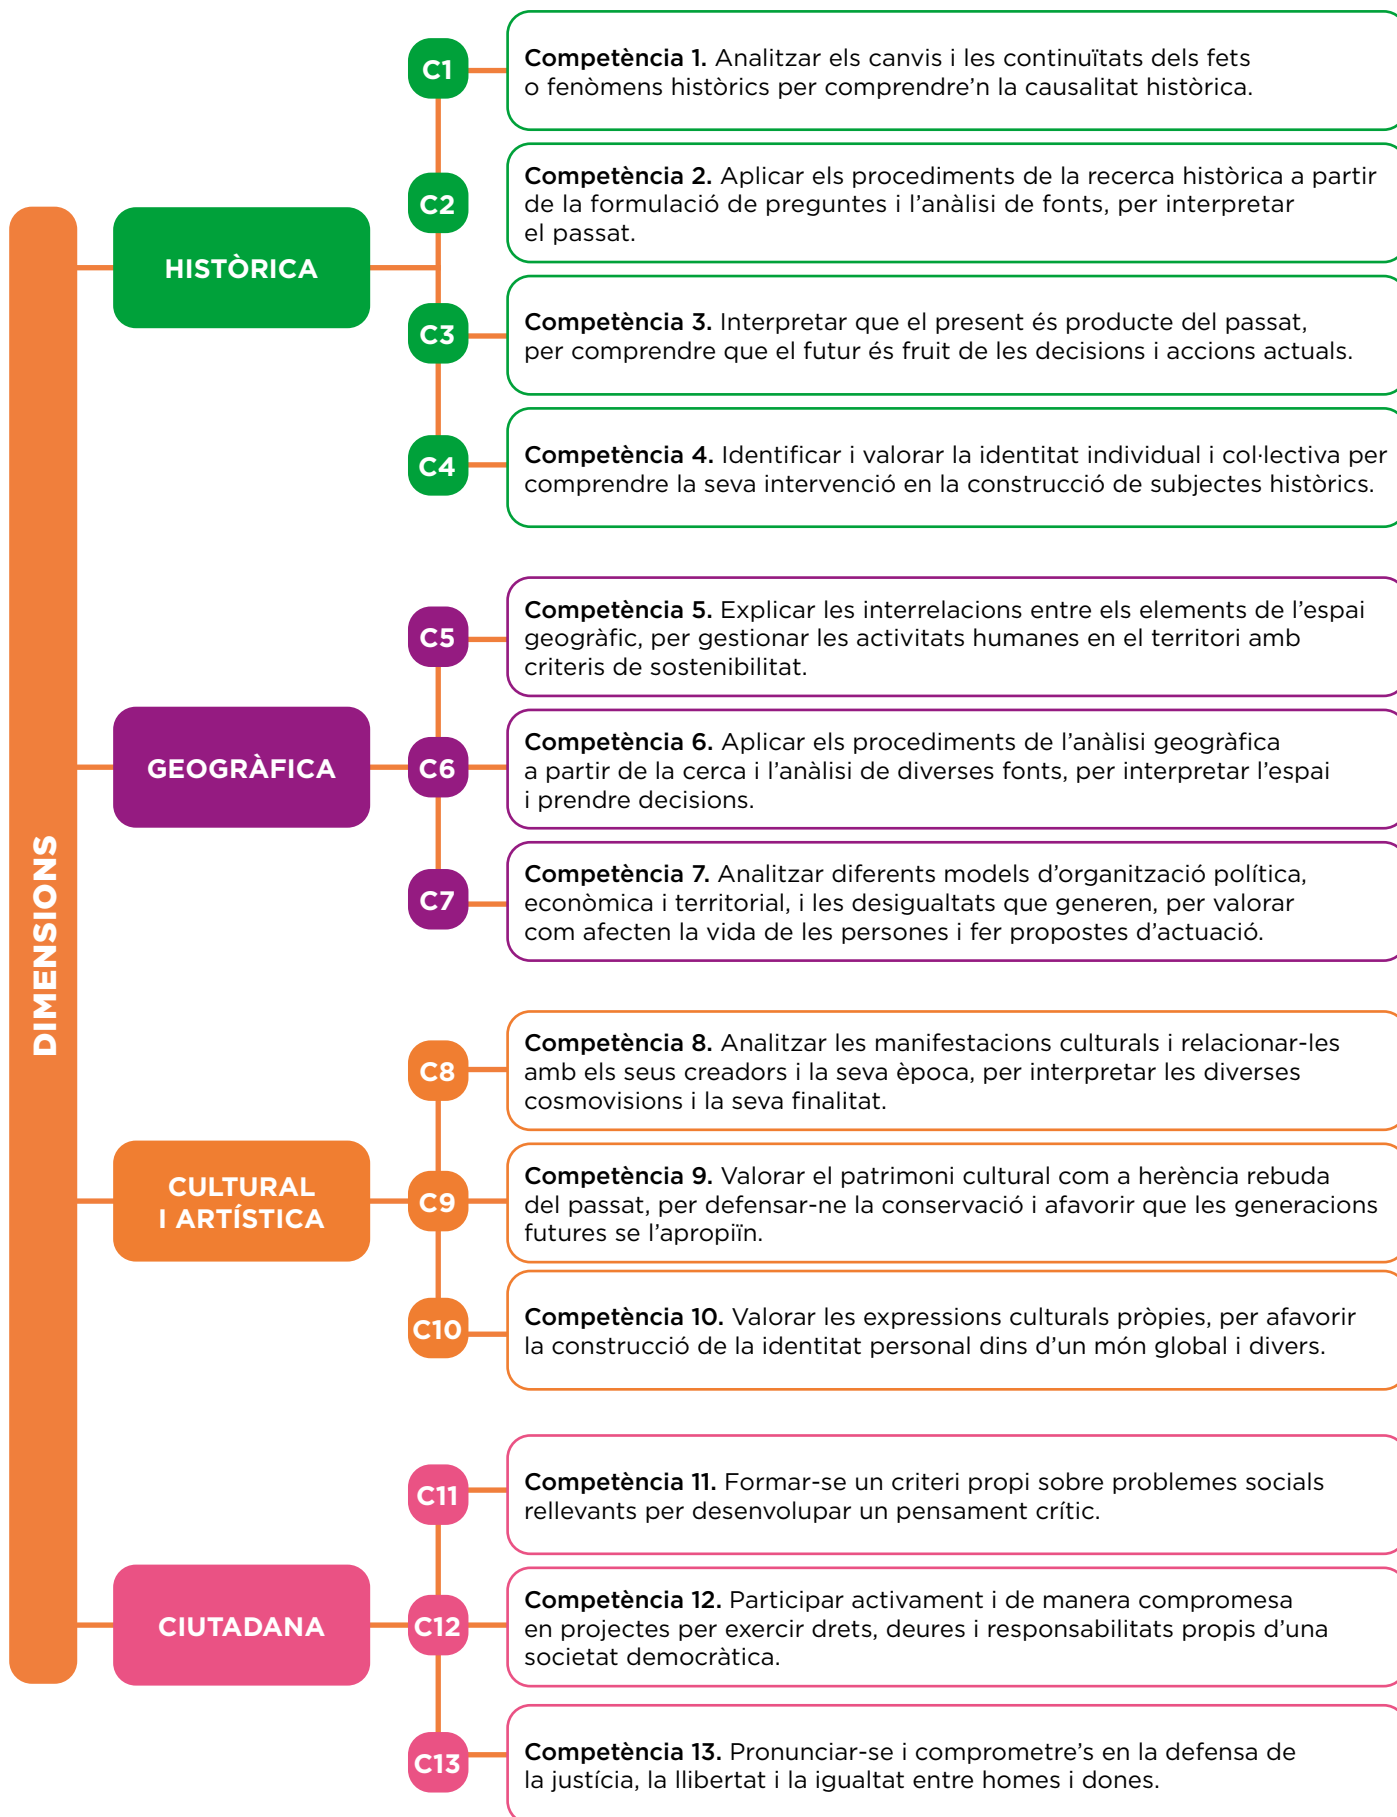 DIMENSIONS
HISTÒRICA
C1
Competència 1. Analitzar els canvis i les continuïtats dels fets
o fenòmens històrics per comprendre’n la causalitat històrica.
C2
Competència 2. Aplicar els procediments de la recerca històrica a partir
de la formulació de preguntes i l’anàlisi de fonts, per interpretar
el passat.
C3
Competència 3. Interpretar que el present és producte del passat,
per comprendre que el futur és fruit de les decisions i accions actuals.
C4
Competència 4. Identificar i valorar la identitat individual i col·lectiva per
comprendre la seva intervenció en la construcció de subjectes històrics.
GEOGRÀFICA
C5
Competència 5. Explicar les interrelacions entre els elements de l’espai
geogràfic, per gestionar les activitats humanes en el territori amb
criteris de sostenibilitat.
C6
Competència 6. Aplicar els procediments de l’anàlisi geogràfica
a partir de la cerca i l’anàlisi de diverses fonts, per interpretar l’espai
i prendre decisions.
C7
Competència 7. Analitzar diferents models d’organització política,
econòmica i territorial, i les desigualtats que generen, per valorar
com afecten la vida de les persones i fer propostes d’actuació.
CULTURAL
I ARTÍSTICA
C8
Competència 8. Analitzar les manifestacions culturals i relacionar-les
amb els seus creadors i la seva època, per interpretar les diverses
cosmovisions i la seva finalitat.
C9
Competència 9. Valorar el patrimoni cultural com a herència rebuda
del passat, per defensar-ne la conservació i afavorir que les generacions
futures se l’apropiïn.
C10
Competència 10. Valorar les expressions culturals pròpies, per afavorir
la construcció de la identitat personal dins d’un món global i divers.
CIUTADANA
C11
Competència 11. Formar-se un criteri propi sobre problemes socials
rellevants per desenvolupar un pensament crític.
C12
Competència 12. Participar activament i de manera compromesa
en projectes per exercir drets, deures i responsabilitats propis d’una
societat democràtica.
C13
Competència 13. Pronunciar-se i comprometre’s en la defensa de
la justícia, la llibertat i la igualtat entre homes i dones.